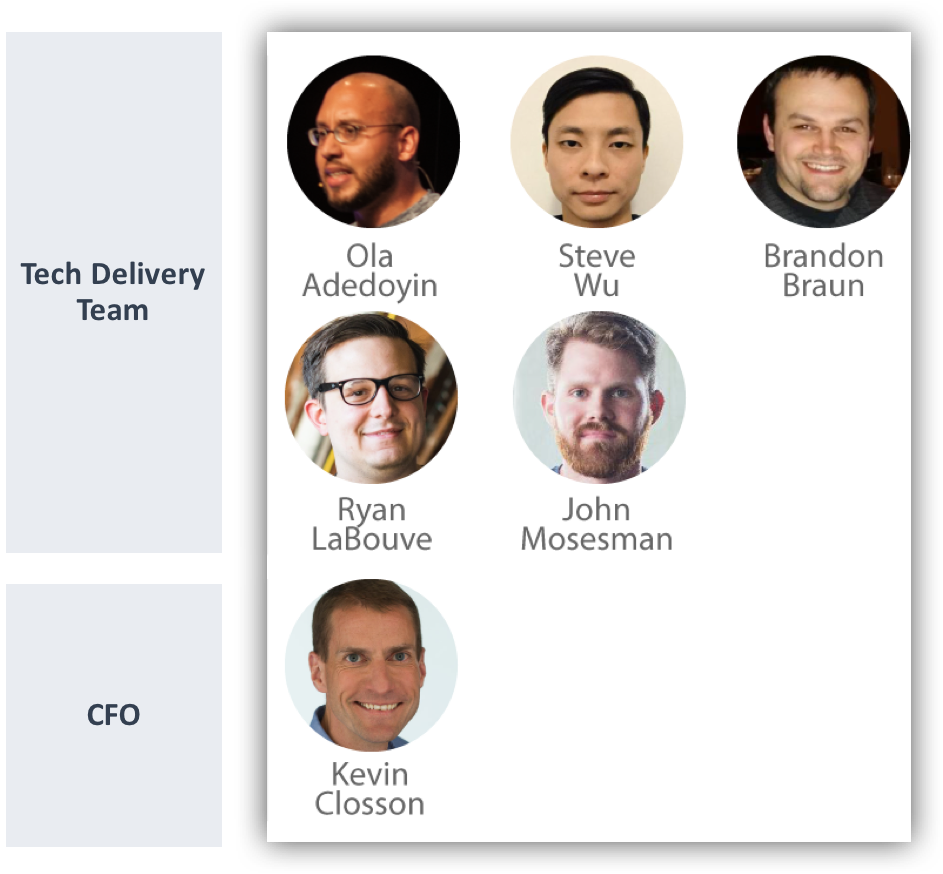 Tech Delivery
Team
Ola
Adedoyin
Steve
Wu
Brandon
Braun
Ryan
LaBouve
John
Mosesman
CFO
Kevin
Closson